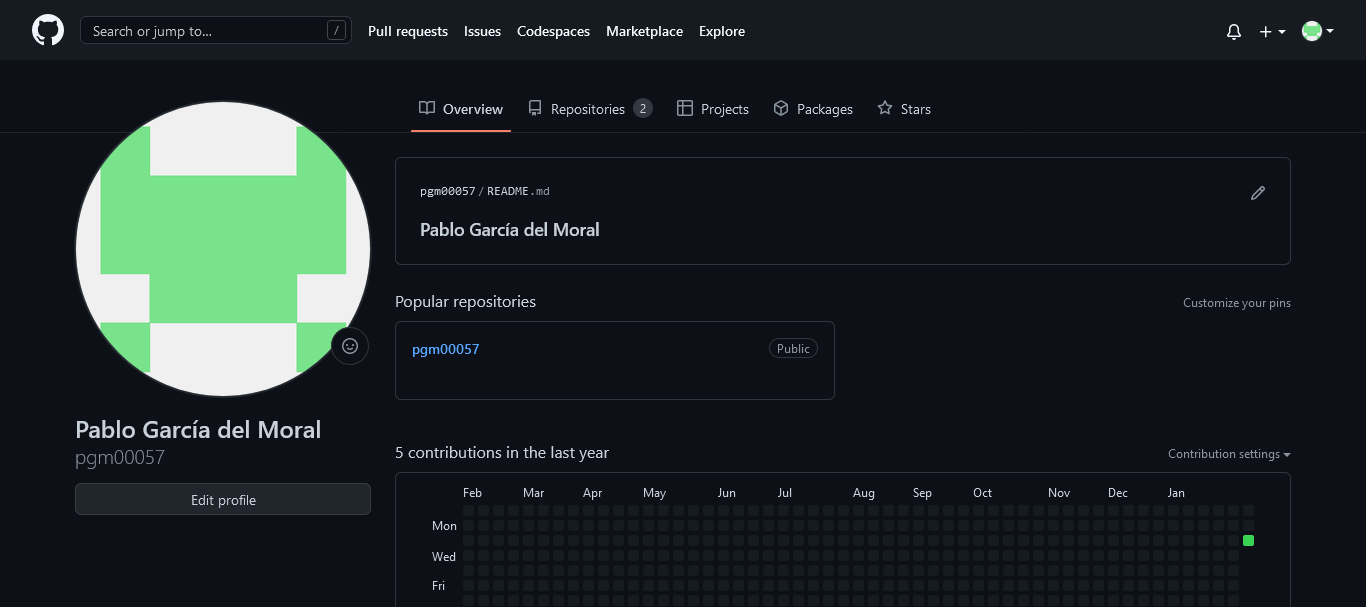 Search or jump to… /
Pull requests
Issues
Codespaces
Marketplace
Explore
Overview
Repositories 2
Projects
Packages
Stars
pgm00057/README.md
Pablo García del Moral
Popular repositories
Customize your pins
pgm00057
Public
Pablo García del Moral
pgm00057
Edit profile
5 contributions in the last year
Contribution settings
Feb Mar Apr May Jun Jul Aug Sep Oct Nov Dec Jan
Mon
Wed
Fri